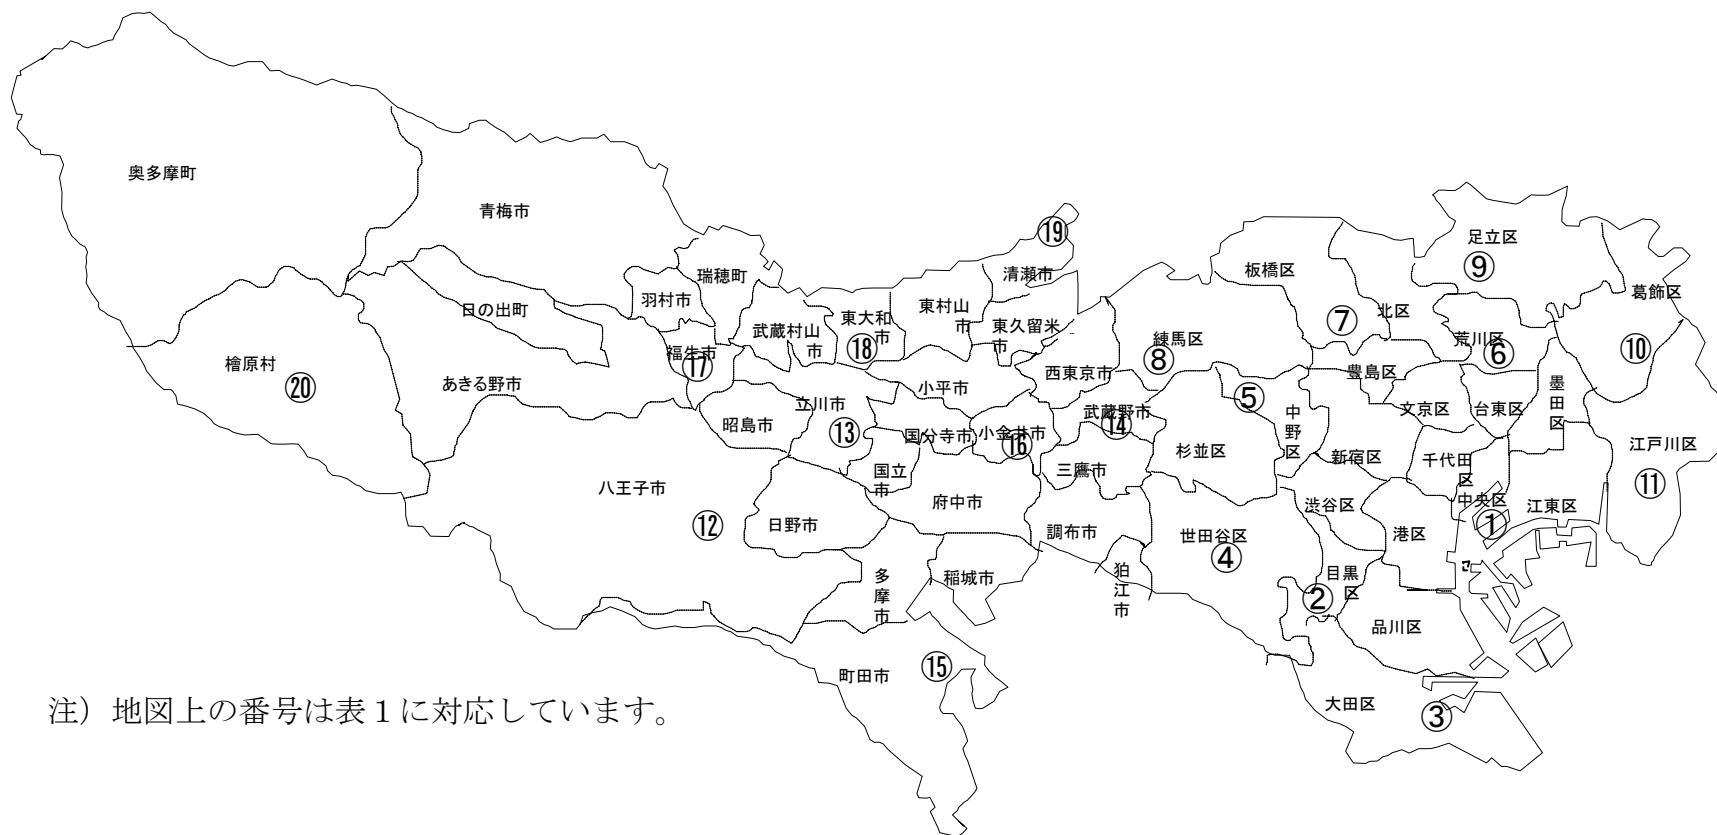 奥多摩町
青梅市
瑞穂町
羽村市
日の出町
福生市
⑰
武蔵村山市
東大和市
⑱
東村山市
清瀬市
⑲
東久留米市
檜原村
⑳
あきる野市
昭島市
立川市
⑬
小平市
国分寺市
小金井市
⑯
西東京市
武蔵野市
⑭
国立市
府中市
三鷹市
調布市
狛江市
八王子市
⑫
日野市
多摩市
稲城市
町田市
⑮
板橋区
⑦
北区
足立区
⑨
葛飾区
⑩
練馬区
⑧
荒川区
⑥
豊島区
⑤
中野区
杉並区
文京区
台東区
墨田区
江戸川区
⑪
新宿区
千代田区
中央区
①
江東区
渋谷区
港区
世田谷区
④
目黒区
②
品川区
大田区
③
注）地図上の番号は表１に対応しています。